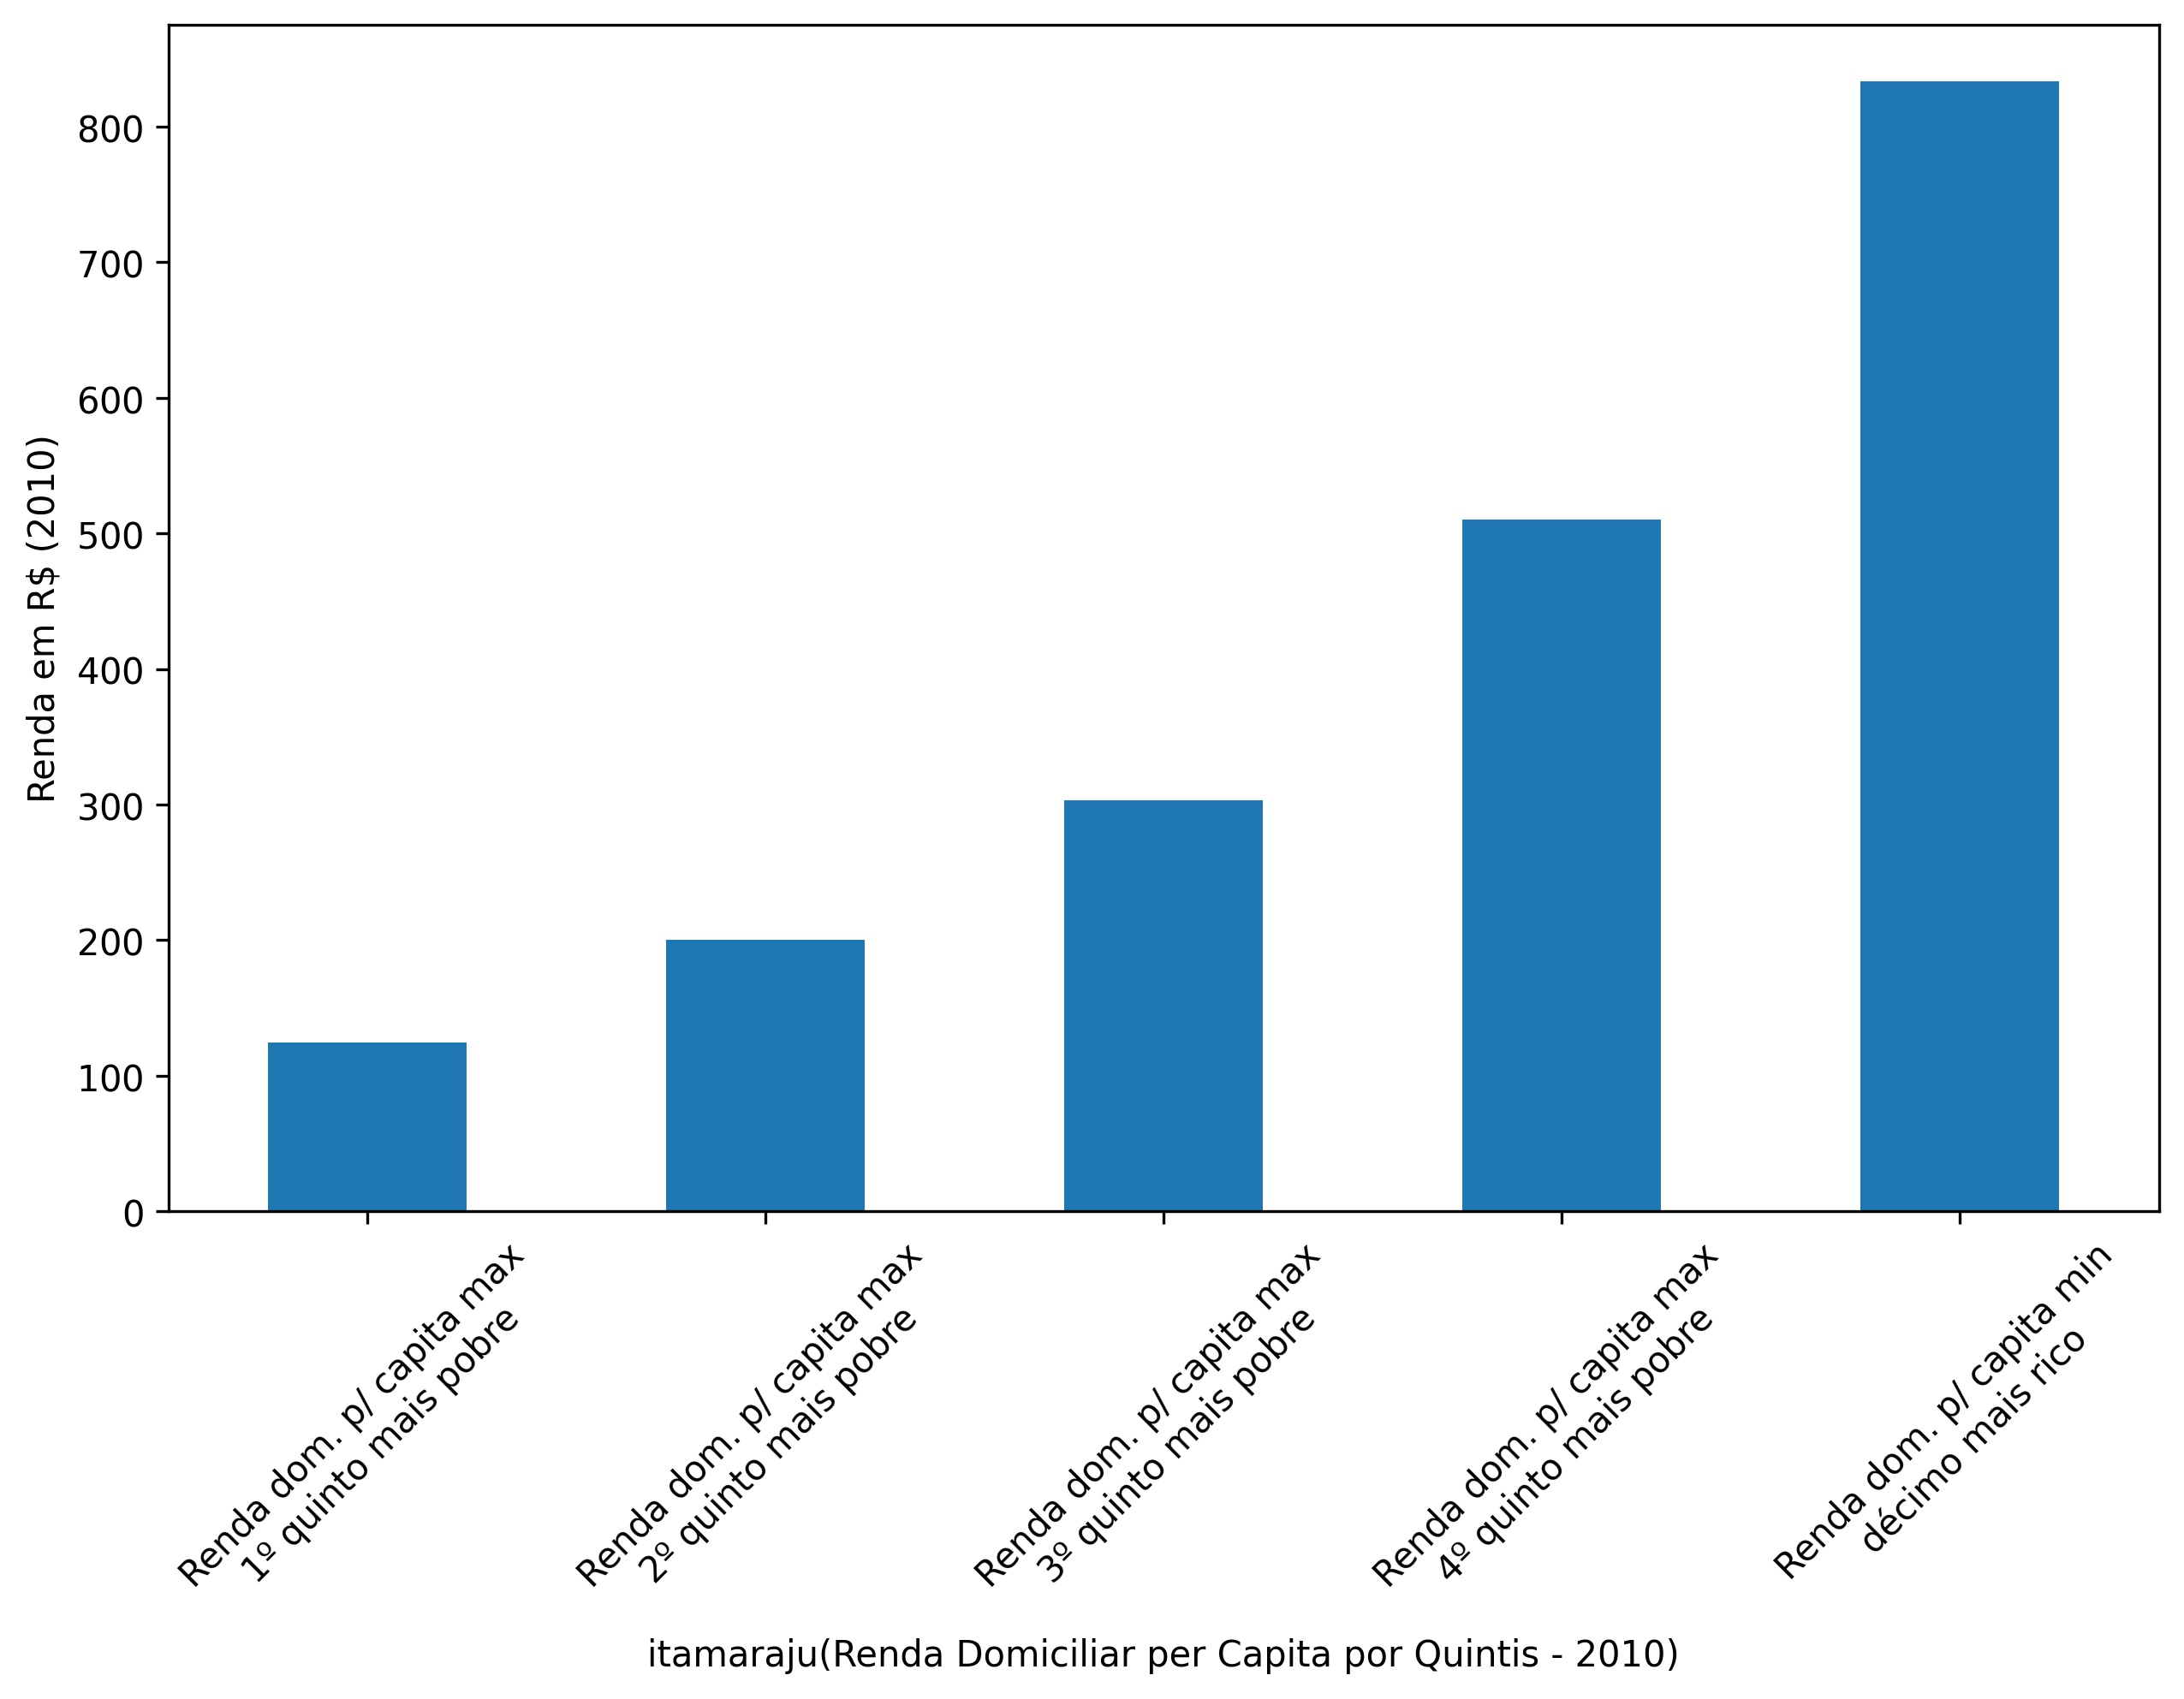 Renda em R$ (2010)
800
700
600
500
400
300
200
100
0
Renda dom. p/ capita max
1º quinto mais pobre
Renda dom. p/ capita max
2º quinto mais pobre
Renda dom. p/ capita max
3º quinto mais pobre
Renda dom. p/ capita max
4º quinto mais pobre
Renda dom. p/ capita min
décimo mais rico
itamaraju(Renda Domiciliar per Capita por Quintis - 2010)